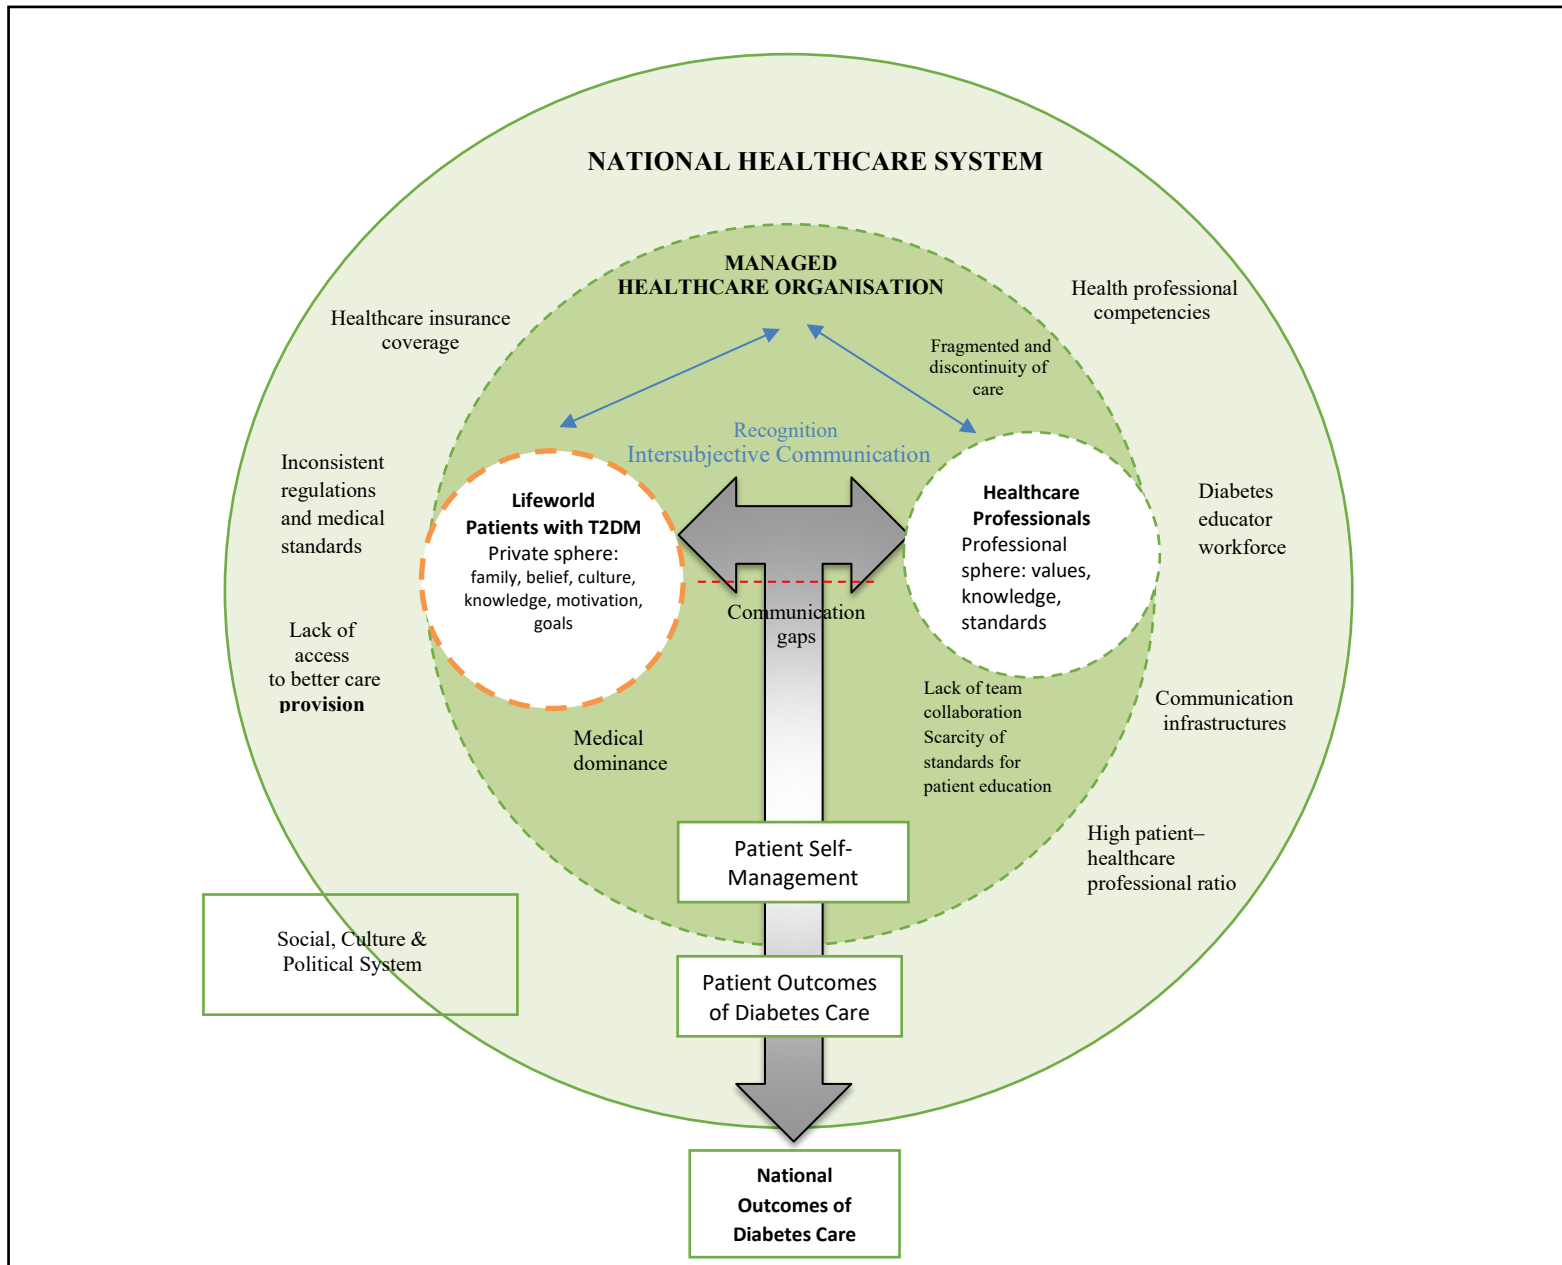 NATIONAL HEALTHCARE SYSTEM
MANAGED
HEALTHCARE ORGANISATION
Healthcare insurance
coverage
Health professional
competencies
Fragmented and
discontinuity of
care
Recognition
Intersubjective Communication
Inconsistent
regulations
and medical
standards
Lifeworld
Patients with T2DM
Private sphere:
family, belief, culture,
knowledge, motivation,
goals
Healthcare
Professionals
Professional
sphere: values,
knowledge,
standards
Diabetes
educator
workforce
Communication
gaps
Lack of
access
to better care
provision
Medical
dominance
Lack of team
collaboration
Scarcity of
standards for
patient education
Communication
infrastructures
High patient–
healthcare
professional ratio
Patient Self-
Management
Social, Culture &
Political System
Patient Outcomes
of Diabetes Care
National
Outcomes of
Diabetes Care